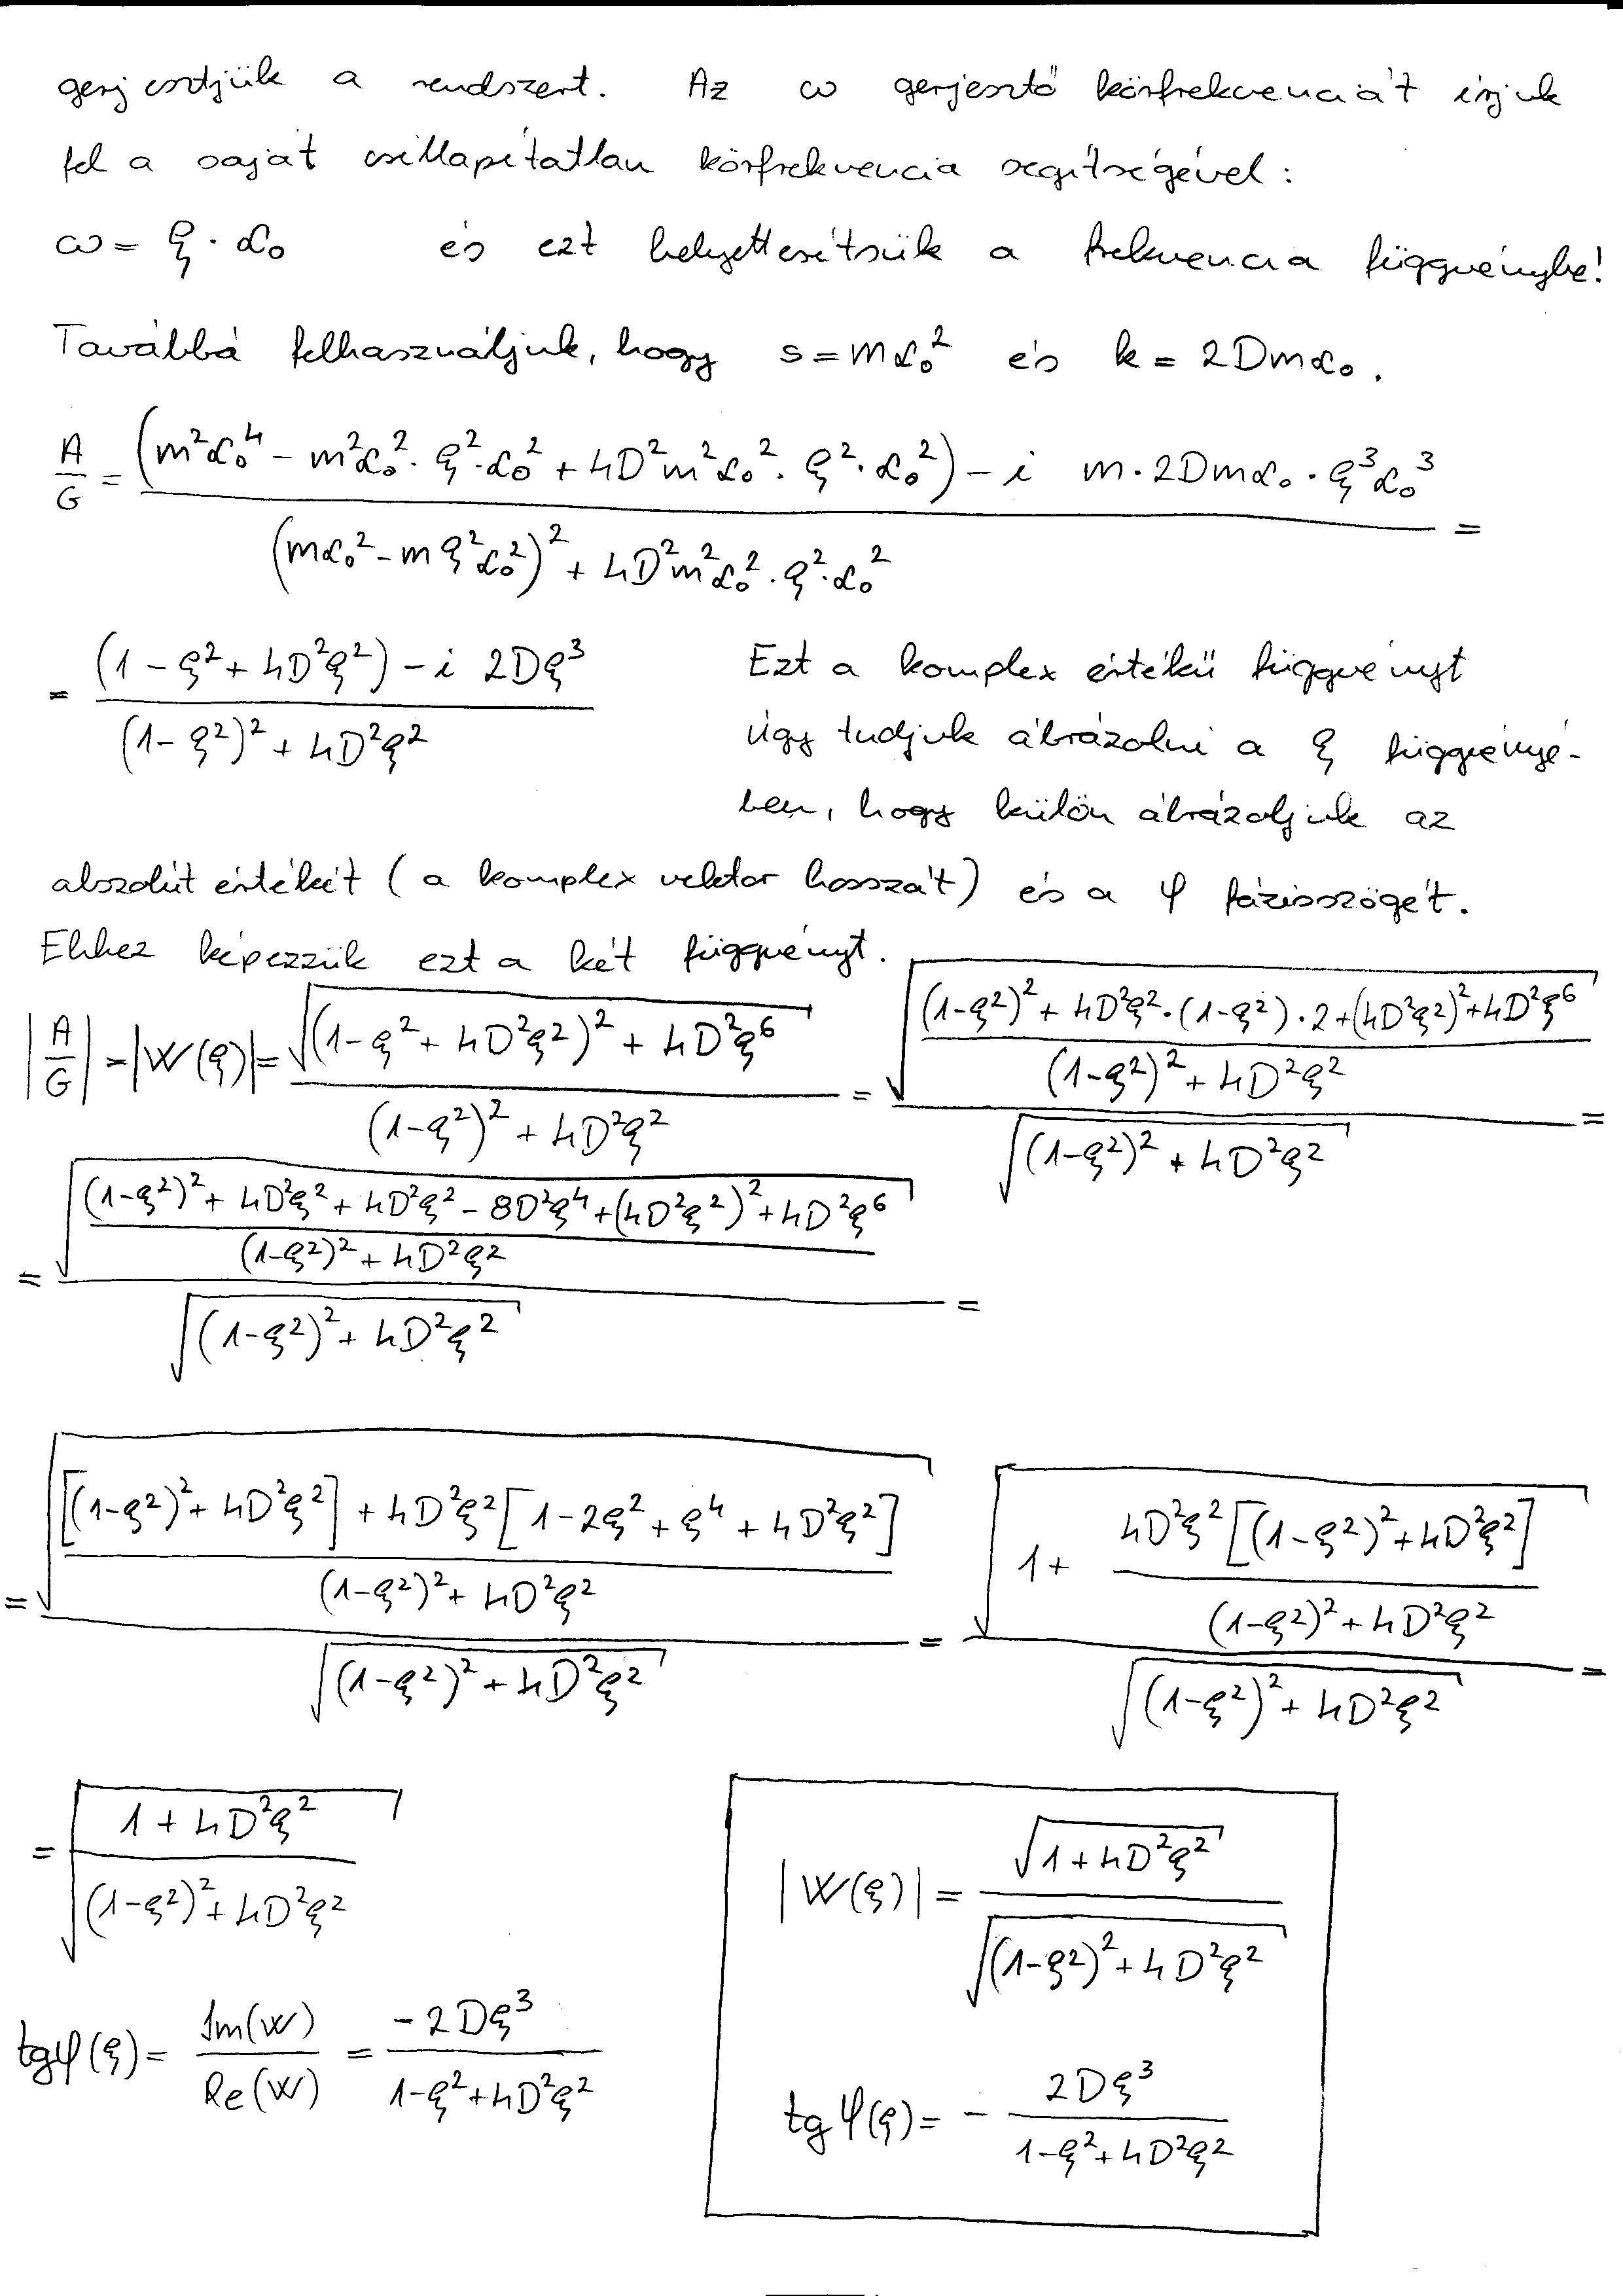 gerjesztjük a rendszert. Az ω gerjesztő körfrekvenciát írjuk
fel a saját csillapítatlan körfrekvencia segítségével:
ω = ξ · α₀ és ezt helyettesítsük a frekvencia függvénybe!
Továbbá felhasználjuk, hogy s = mα₀² és k = 2Dmα₀.
A/G = ((m²α₀⁴ − m²α₀² · ξ² · α₀² + 4D²m²α₀² · ξ² · α₀²) − i m · 2Dmα₀ · ξ³α₀³) / ((mα₀² − mξ²α₀²)² + 4D²m²α₀² · ξ² · α₀²) =
= ((1 − ξ² + 4D²ξ²) − i 2Dξ³) / ((1 − ξ²)² + 4D²ξ²)
Ezt a komplex értékű függvényt
úgy tudjuk ábrázolni a ξ függvényé-
ben, hogy külön ábrázoljuk az
abszolút értékét (a komplex vektor hosszát) és a φ fázisszögét.
Ehhez képezzük ezt a két függvényt.
|A/G| = |W(ξ)| = √((1 − ξ² + 4D²ξ²)² + 4D²ξ⁶) / ((1 − ξ²)² + 4D²ξ²) = √(((1 − ξ²)² + 4D²ξ² · (1 − ξ²) · 2 + (4D²ξ²)² + 4D²ξ⁶) / ((1 − ξ²)² + 4D²ξ²)) / √((1 − ξ²)² + 4D²ξ²) =
= √(((1 − ξ²)² + 4D²ξ² + 4D²ξ² − 8D²ξ⁴ + (4D²ξ²)² + 4D²ξ⁶) / ((1 − ξ²)² + 4D²ξ²)) / √((1 − ξ²)² + 4D²ξ²) =
= √(([(1 − ξ²)² + 4D²ξ²] + 4D²ξ²[1 − 2ξ² + ξ⁴ + 4D²ξ²]) / ((1 − ξ²)² + 4D²ξ²)) / √((1 − ξ²)² + 4D²ξ²) = √(1 + 4D²ξ²[(1 − ξ²)² + 4D²ξ²] / ((1 − ξ²)² + 4D²ξ²)) / √((1 − ξ²)² + 4D²ξ²) =
= √((1 + 4D²ξ²) / ((1 − ξ²)² + 4D²ξ²))
tgφ(ξ) = Im(W) / Re(W) = −2Dξ³ / (1 − ξ² + 4D²ξ²)
|W(ξ)| = √(1 + 4D²ξ²) / √((1 − ξ²)² + 4D²ξ²)
tgφ(ξ) = − 2Dξ³ / (1 − ξ² + 4D²ξ²)